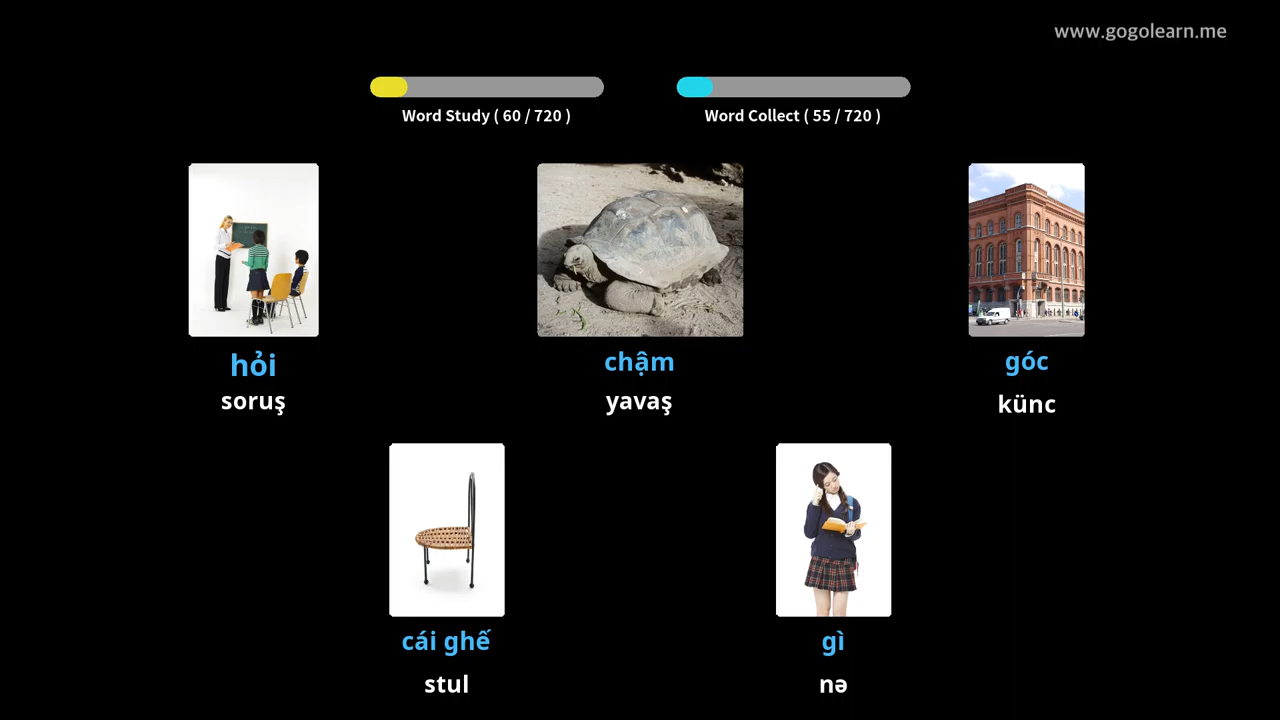 www.gogolearn.me
Word Study ( 60 / 720 )
Word Collect ( 55 / 720 )
hỏi
soruş
chậm
yavaş
góc
künc
cái ghế
stul
gì
nə